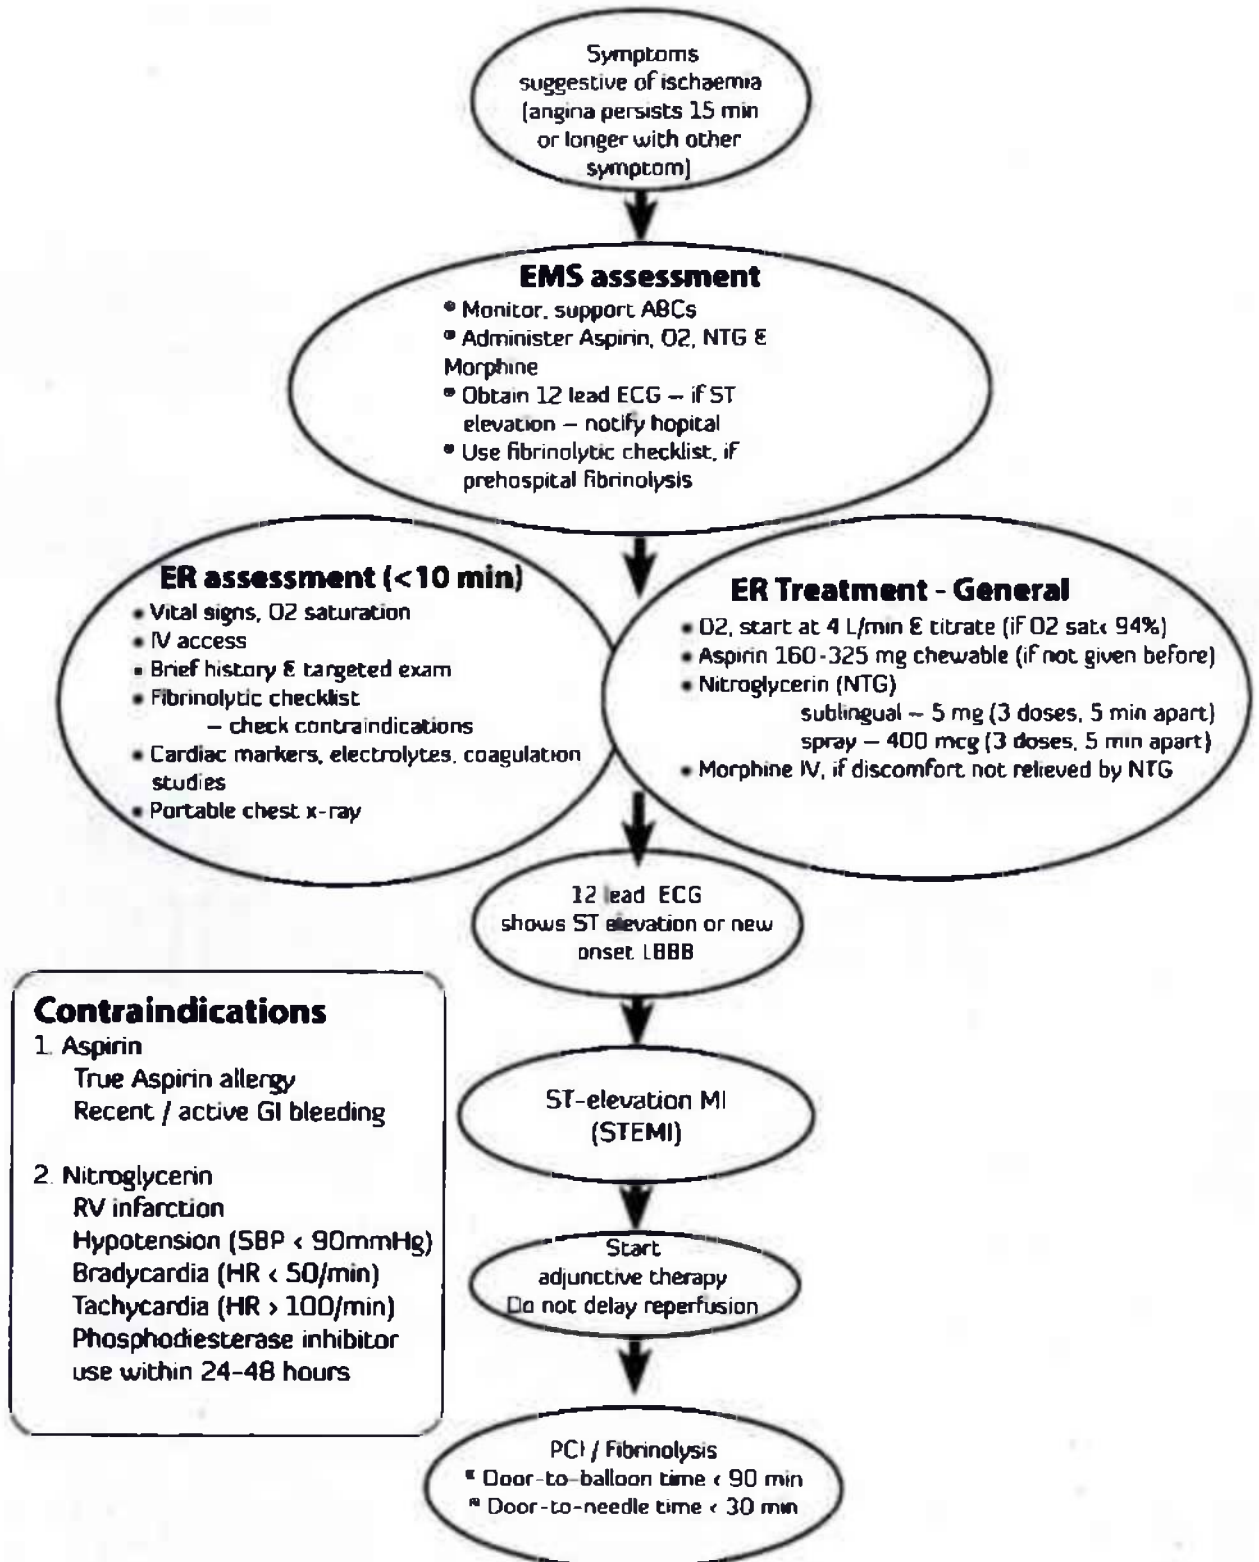 Symptoms
suggestive of ischaemia
(angina persists 15 min
or longer with other
symptom)
EMS assessment
• Monitor, support ABCs
• Administer Aspirin, O2, NTG &
Morphine
• Obtain 12 lead ECG – if ST
elevation – notify hopital
• Use fibrinolytic checklist, if
prehospital fibrinolysis
ER assessment (<10 min)
• Vital signs, O2 saturation
• IV access
• Brief history & targeted exam
• Fibrinolytic checklist
– check contraindications
• Cardiac markers, electrolytes, coagulation
studies
• Portable chest x-ray
ER Treatment - General
• O2, start at 4 L/min & titrate (if O2 sat< 94%)
• Aspirin 160-325 mg chewable (if not given before)
• Nitroglycerin (NTG)
sublingual – 5 mg (3 doses, 5 min apart)
spray – 400 mcg (3 doses, 5 min apart)
• Morphine IV, if discomfort not relieved by NTG
12 lead ECG
shows ST elevation or new
onset LBBB
Contraindications
1. Aspirin
True Aspirin allergy
Recent / active GI bleeding
2. Nitroglycerin
RV infarction
Hypotension (SBP < 90mmHg)
Bradycardia (HR < 50/min)
Tachycardia (HR > 100/min)
Phosphodiesterase inhibitor
use within 24-48 hours
ST-elevation MI
(STEMI)
Start
adjunctive therapy
Do not delay reperfusion
PCI / Fibrinolysis
• Door-to-balloon time < 90 min
• Door-to-needle time < 30 min